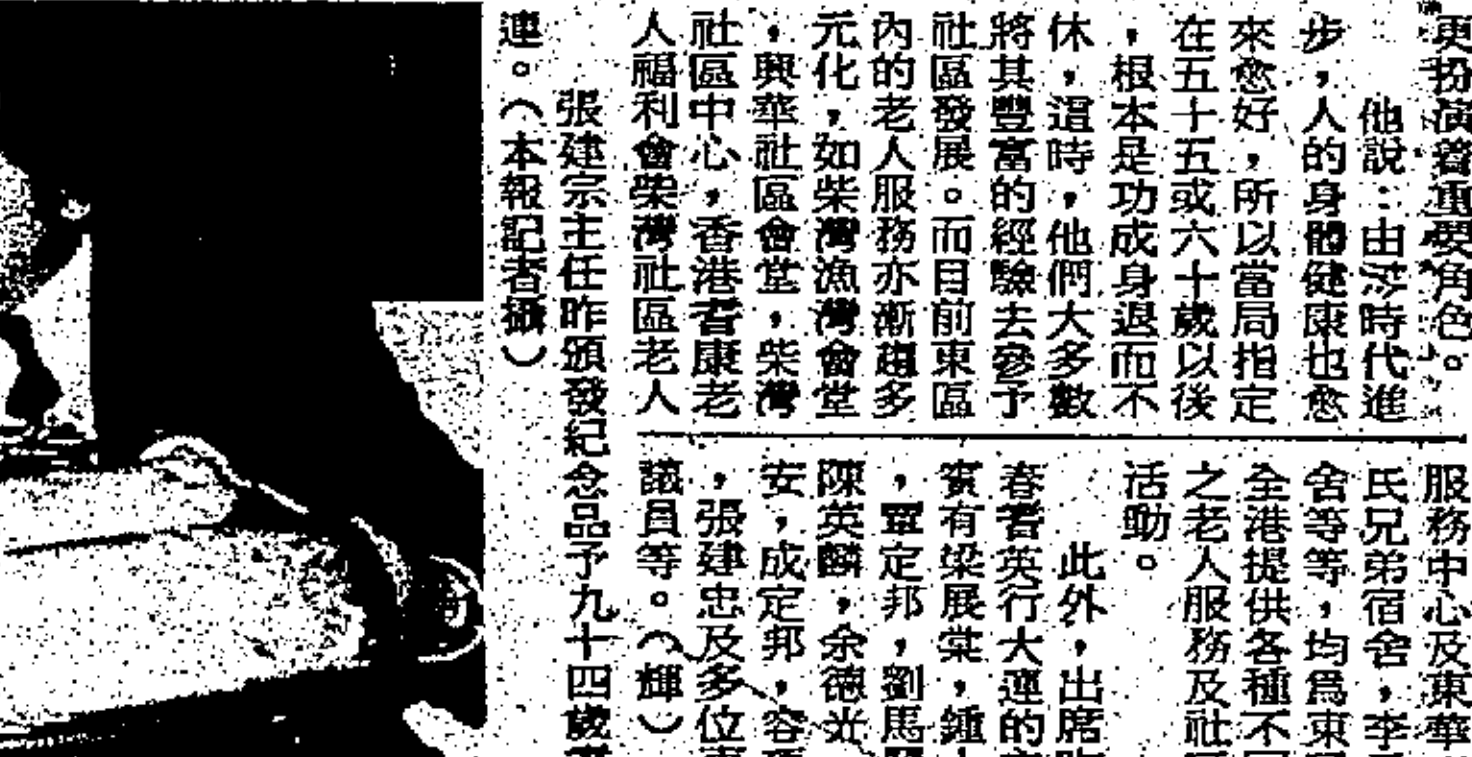 更扮演着重要角色。
他說：由於時代進
步，人的身體健康也愈
來愈好，所以當局指定
在五十五或六十歲以後
，根本是功成身退而不
休，這時，他們大多數
將其豐富的經驗去參予
社區發展。而目前東區
內的老人服務亦漸趨多
元化，如柴灣漁灣會堂
，興華社區會堂，柴灣
社區中心，香港耆康老
人福利會柴灣社區老人
服務中心及東華
氏兄弟宿舍，李
舍等等，均爲東
全港提供各種不
之老人服務及社
活動。
此外，出席
春耆英行大運的
賓有梁展棠，鍾
，覃定邦，劉馬
陳英麟，余德光
安，成定邦，容
，張建忠及多位
議員等。（輝）
張建宗主任昨頒發紀念品予九十四歲
連。（本報記者攝）